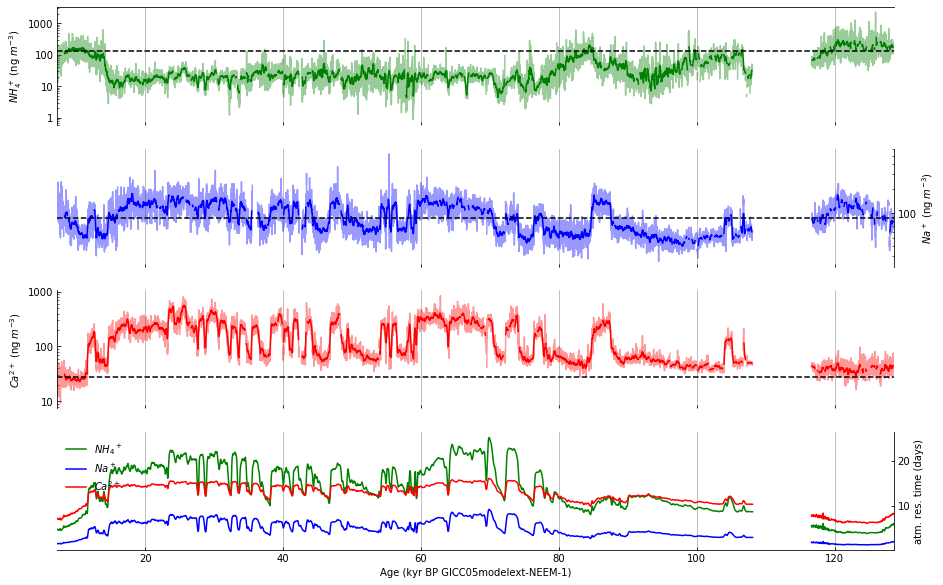 1000
100
10
1
NH₄⁺ (ng m⁻³)
100
Na⁺ (ng m⁻³)
1000
100
10
Ca²⁺ (ng m⁻³)
NH₄⁺
Na⁺
Ca²⁺
20
10
atm. res. time (days)
20 40 60 80 100 120
Age (kyr BP GICC05modelext-NEEM-1)